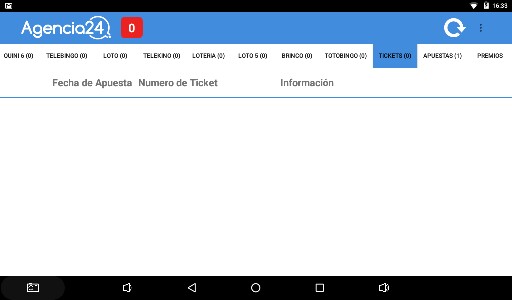 16:33
Agencia24
0
QUINI 6 (0) TELEBINGO (0) LOTO (0) TELEKINO (0) LOTERIA (0) LOTO 5 (0) BRINCO (0) TOTOBINGO (0) TICKETS (0) APUESTAS (1) PREMIOS
Fecha de Apuesta Numero de Ticket Información